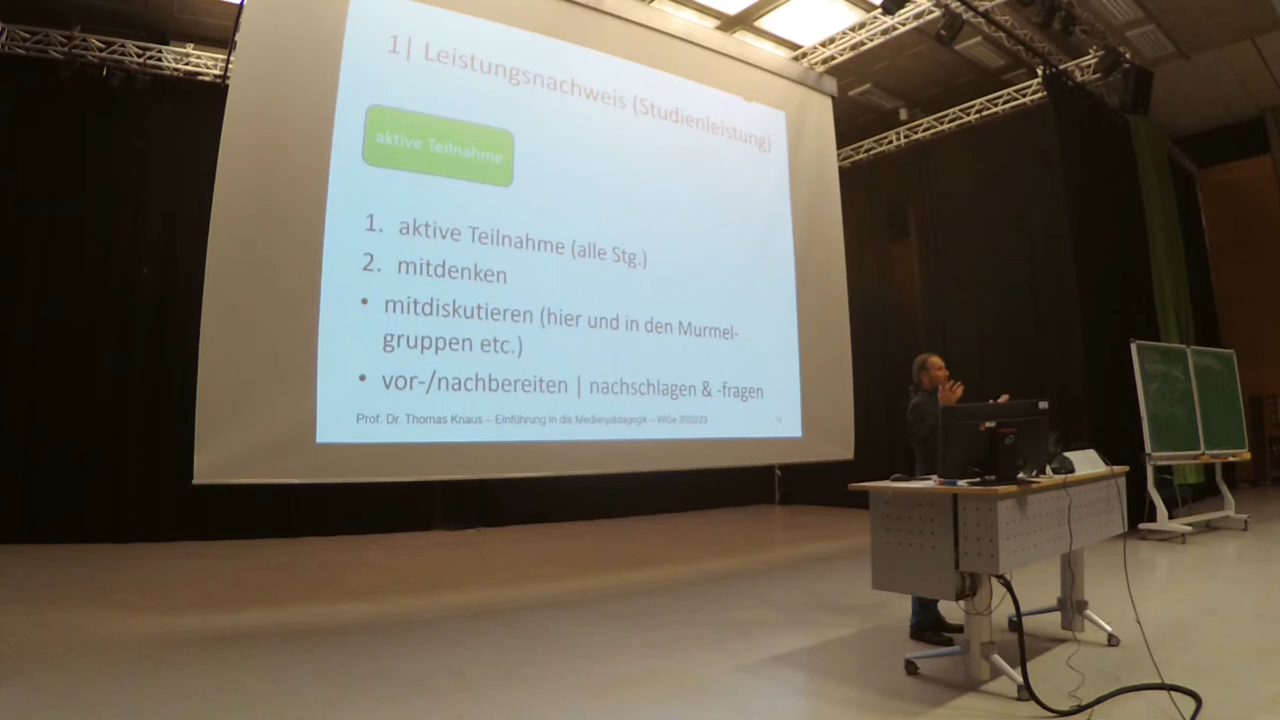 1| Leistungsnachweis (Studienleistung)
aktive Teilnahme
1. aktive Teilnahme (alle Stg.)
2. mitdenken
• mitdiskutieren (hier und in den Murmel-
gruppen etc.)
• vor-/nachbereiten | nachschlagen & -fragen
Prof. Dr. Thomas Knaus – Einführung in die Medienpädagogik – WiSe 2022/23